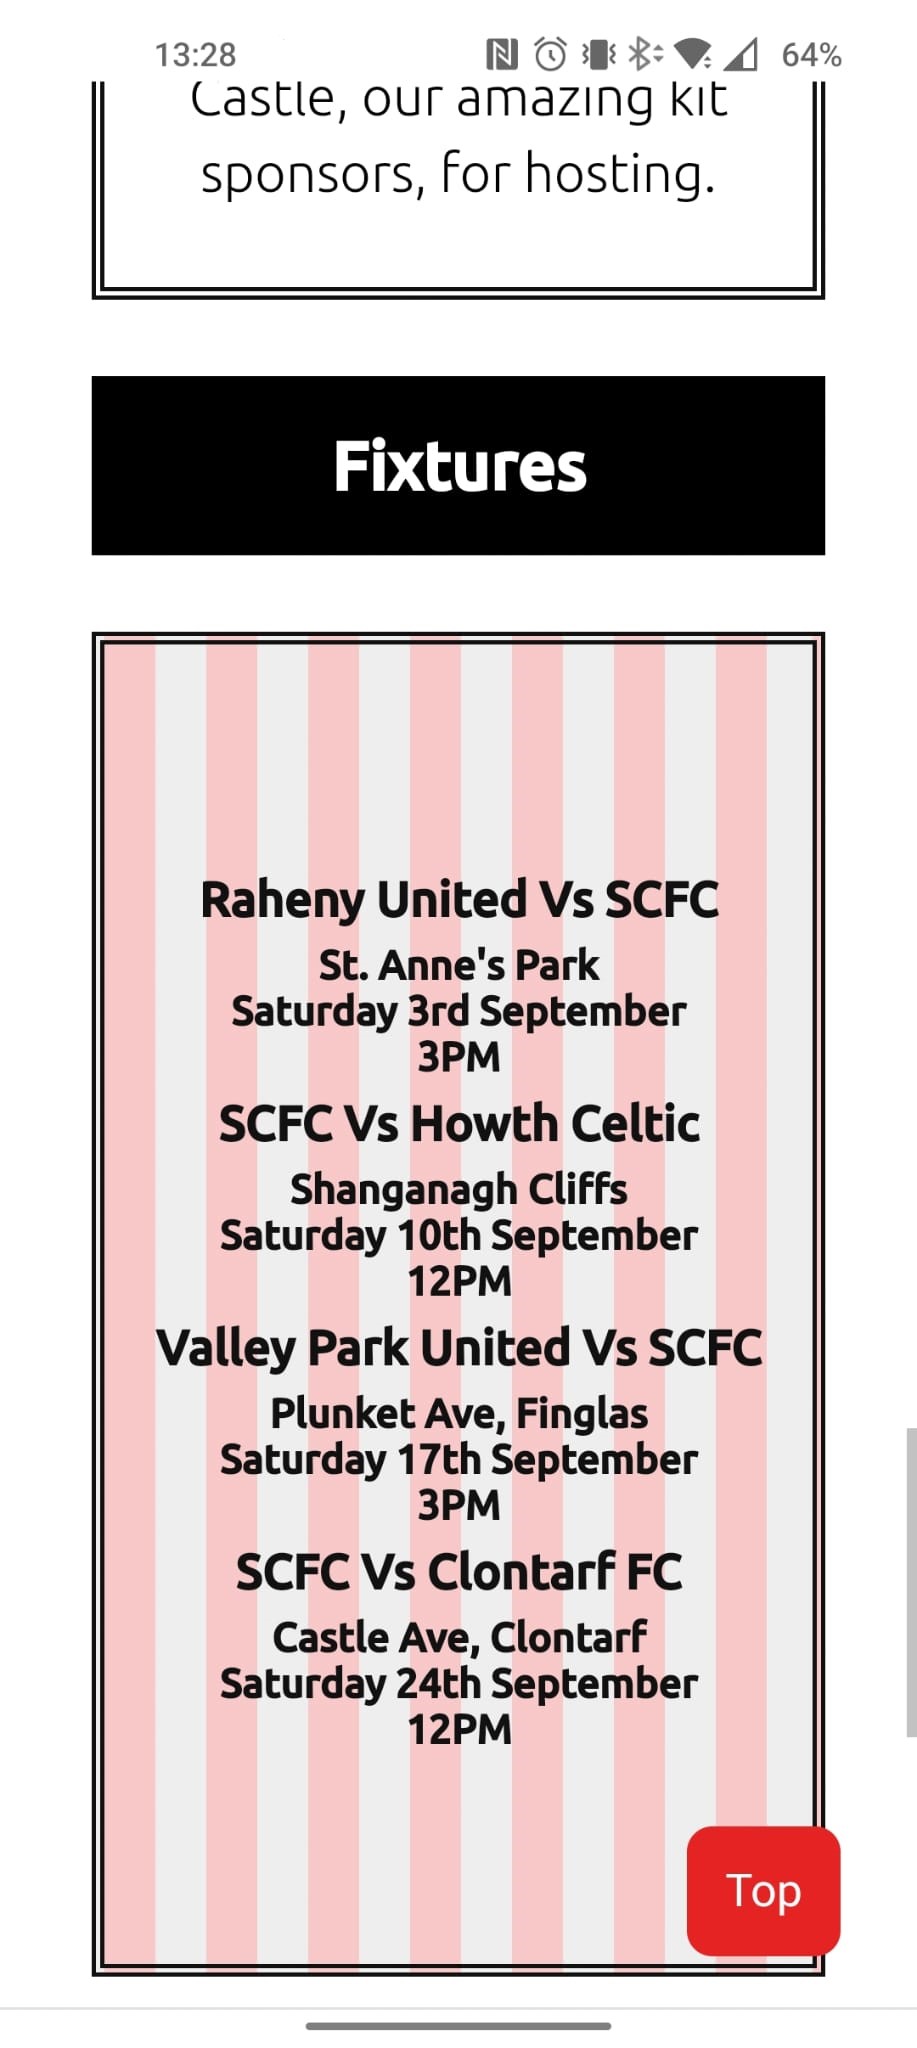 13:28
64%
Castle, our amazing kit
sponsors, for hosting.
Fixtures
Raheny United Vs SCFC
St. Anne's Park
Saturday 3rd September
3PM
SCFC Vs Howth Celtic
Shanganagh Cliffs
Saturday 10th September
12PM
Valley Park United Vs SCFC
Plunket Ave, Finglas
Saturday 17th September
3PM
SCFC Vs Clontarf FC
Castle Ave, Clontarf
Saturday 24th September
12PM
Top